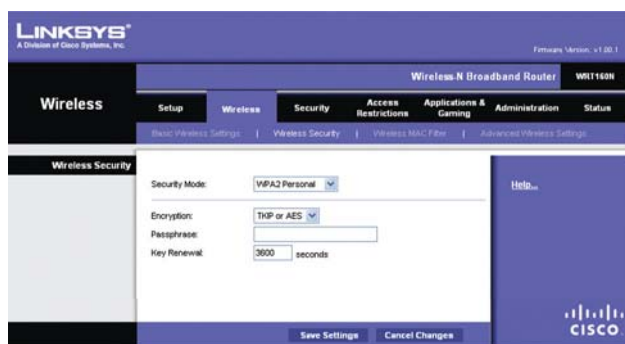 LINKSYS®
A Division of Cisco Systems, Inc.
Firmware Version: v1.00.1
Wireless-N Broadband Router WRT160N
Wireless
Setup Wireless Security Access Restrictions Applications & Gaming Administration Status
Basic Wireless Settings | Wireless Security | Wireless MAC Filter | Advanced Wireless Settings
Wireless Security
Security Mode: WPA2 Personal
Help...
Encryption: TKIP or AES
Passphrase:
Key Renewal: 3600 seconds
Save Settings Cancel Changes
CISCO